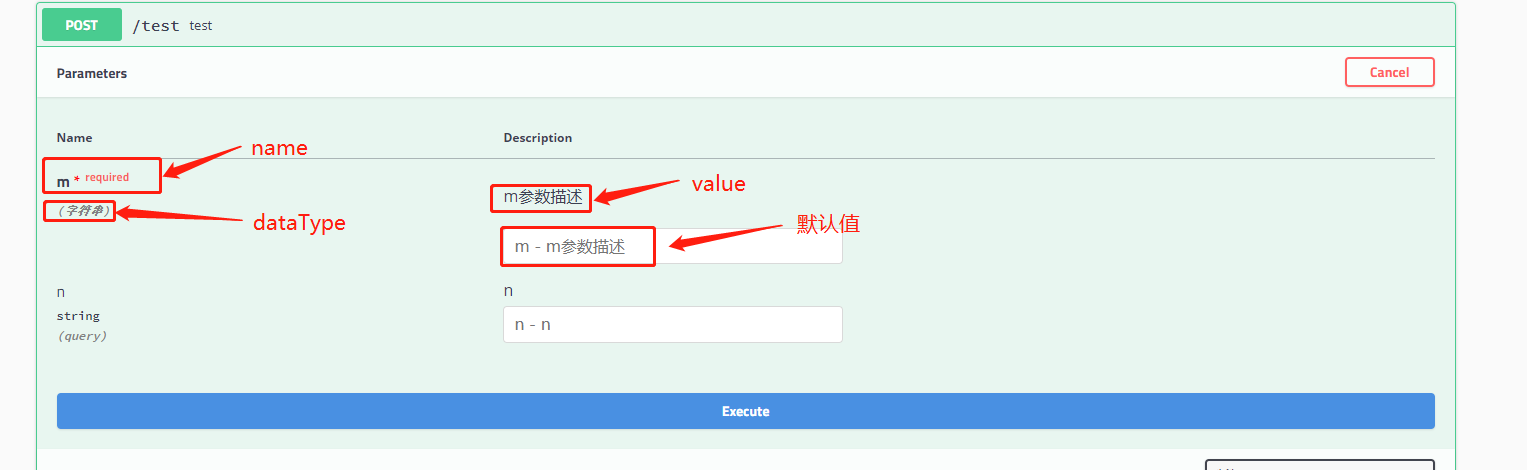 POST /test test
Parameters Cancel
Name Description
name
m * required
m参数描述 value
(字符串)
dataType
默认值
m - m参数描述
n n
string
n - n
(query)
Execute